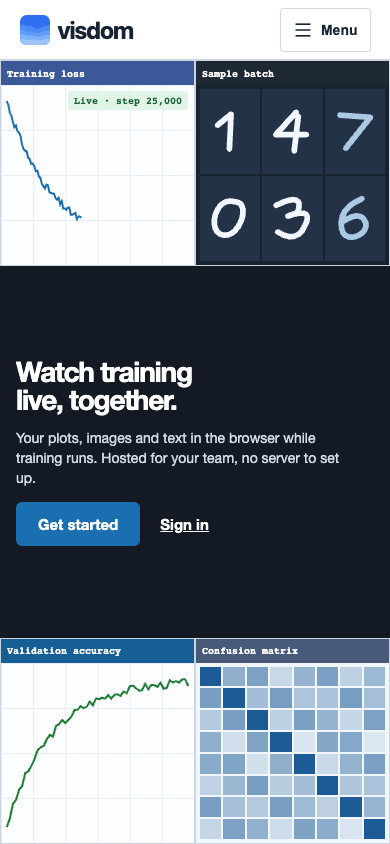 visdom
Menu
Training loss
Sample batch
Live · step 25,000
1 4 7
0 3 6
Watch training
live, together.
Your plots, images and text in the browser while
training runs. Hosted for your team, no server to set
up.
Get started
Sign in
Validation accuracy
Confusion matrix